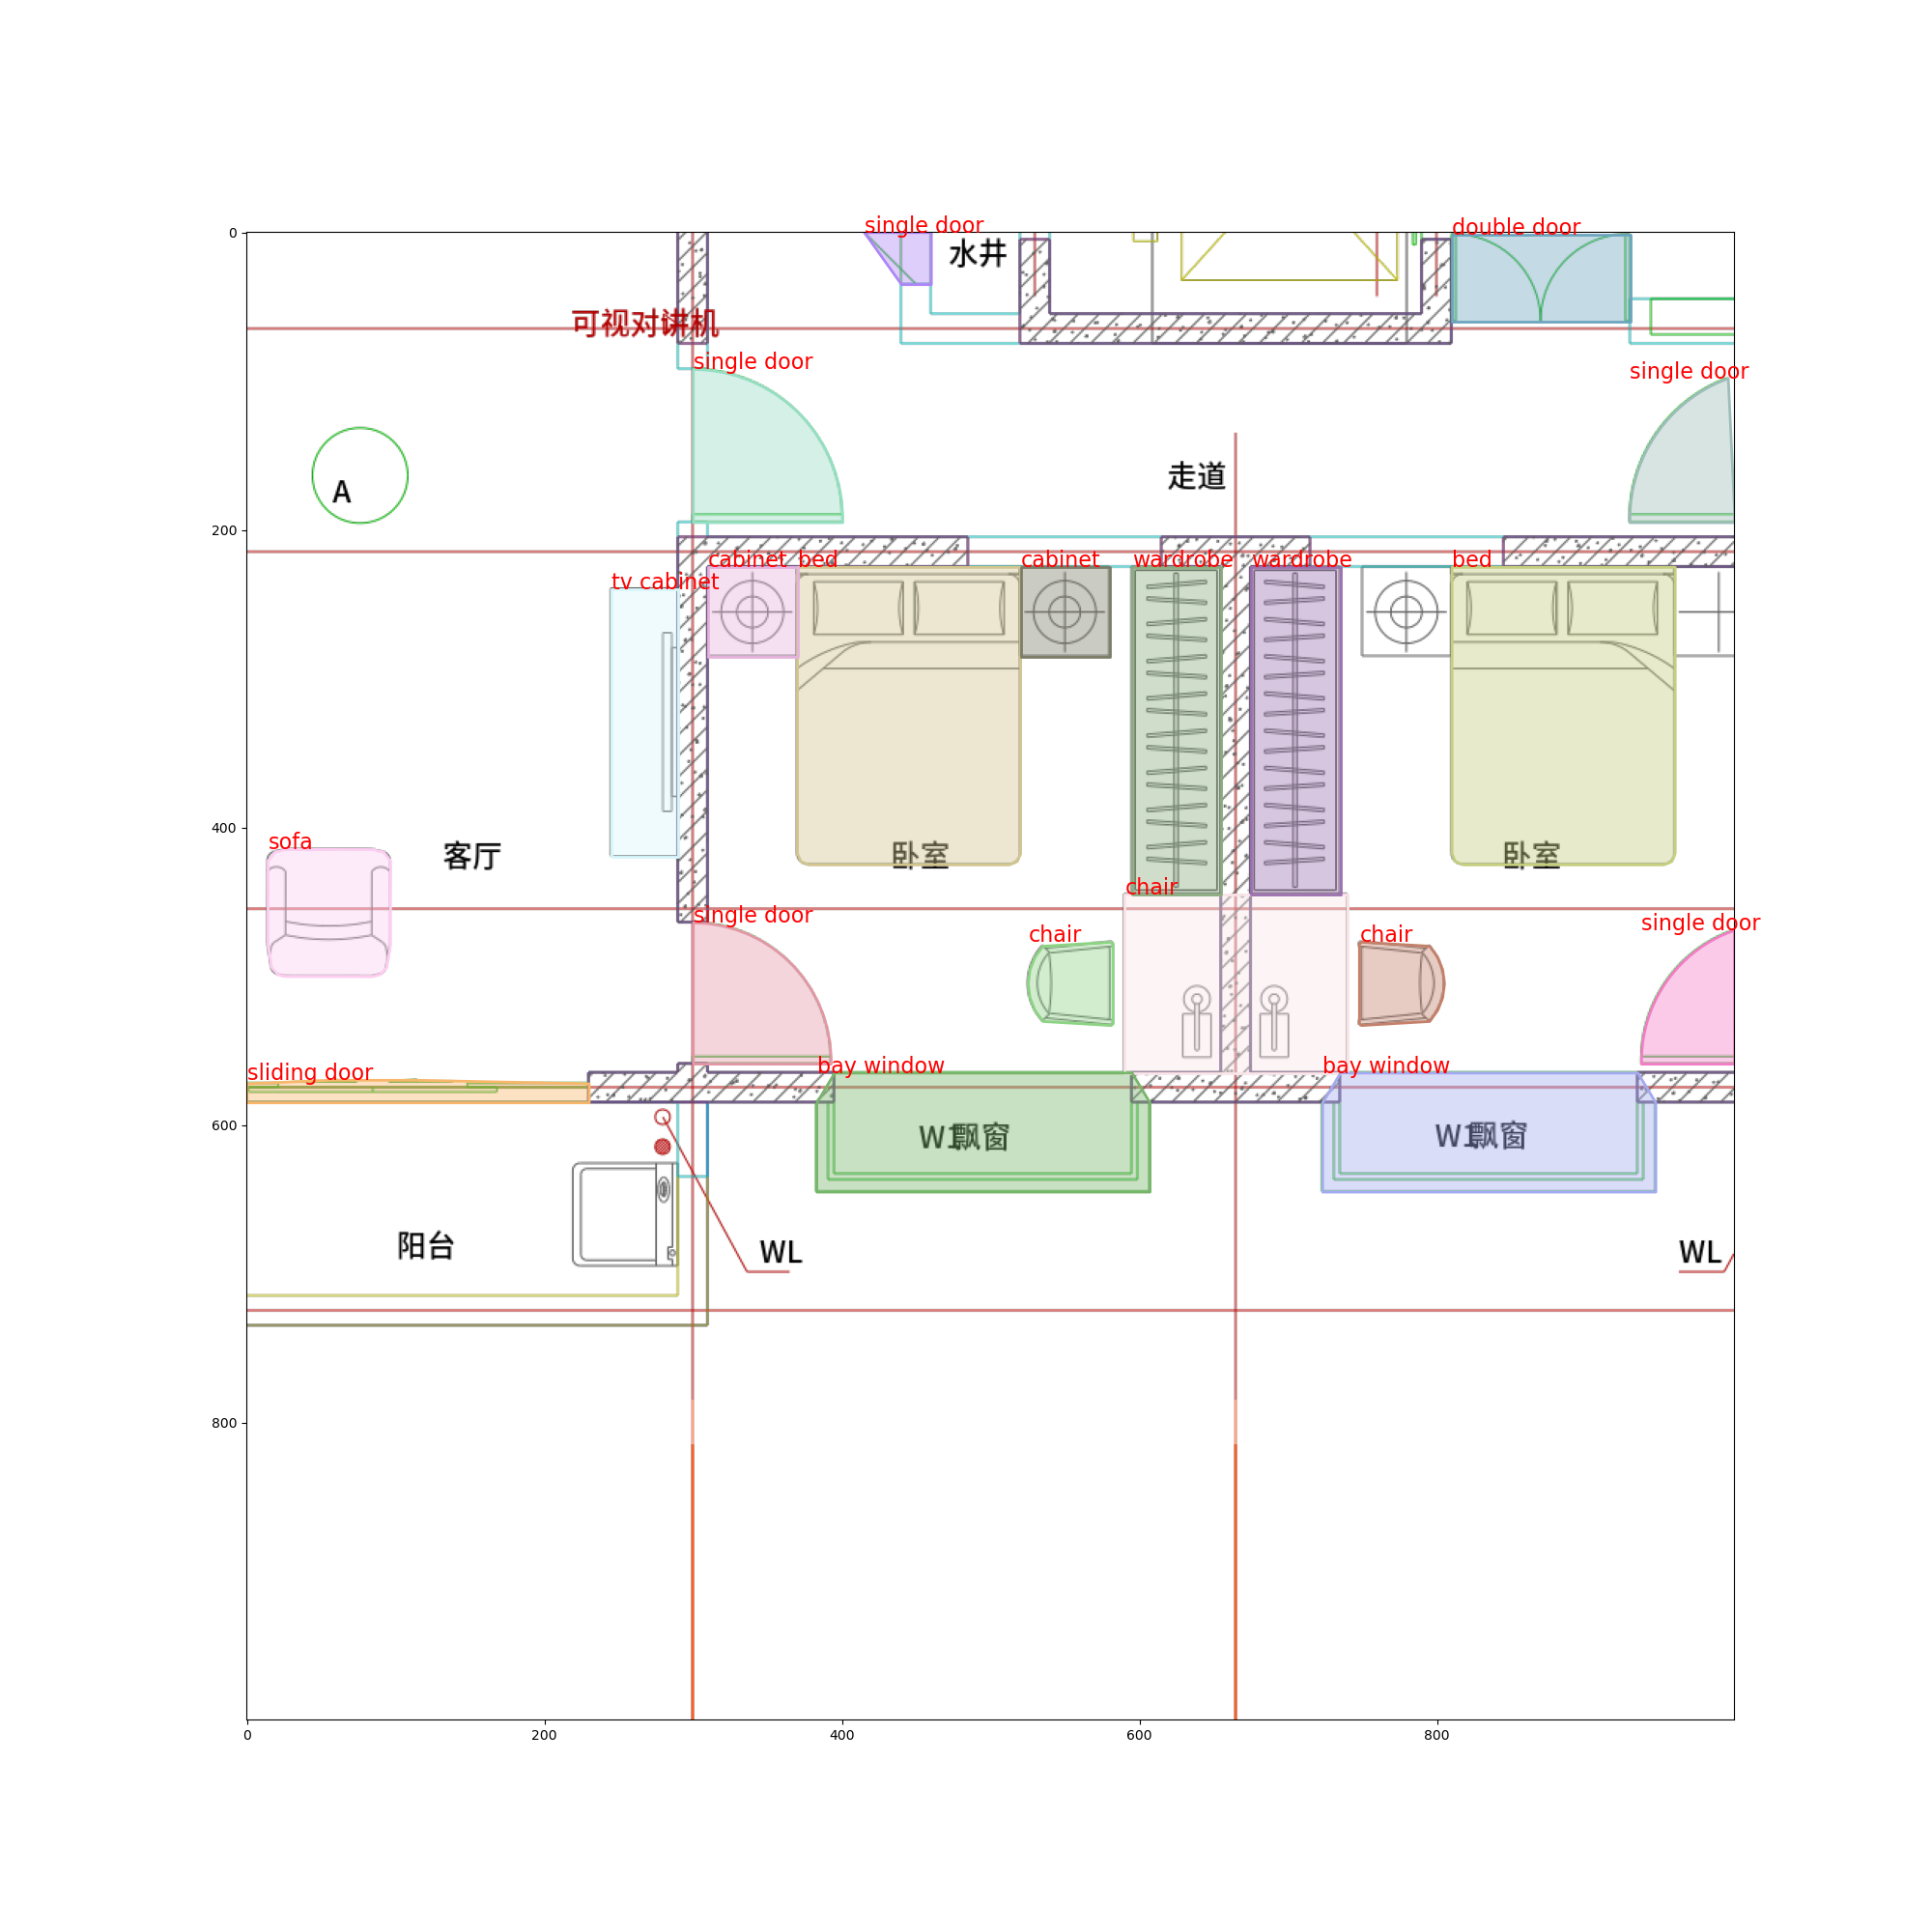 single door
double door
0
水井
可视对讲机
single door
single door
A
走道
200
cabinet
bed
cabinet
wardrobe
wardrobe
bed
tv cabinet
400
sofa
客厅
卧室
卧室
chair
single door
single door
chair
chair
sliding door
bay window
bay window
600
W1飘窗
W1飘窗
阳台
WL
WL
800
0
200
400
600
800